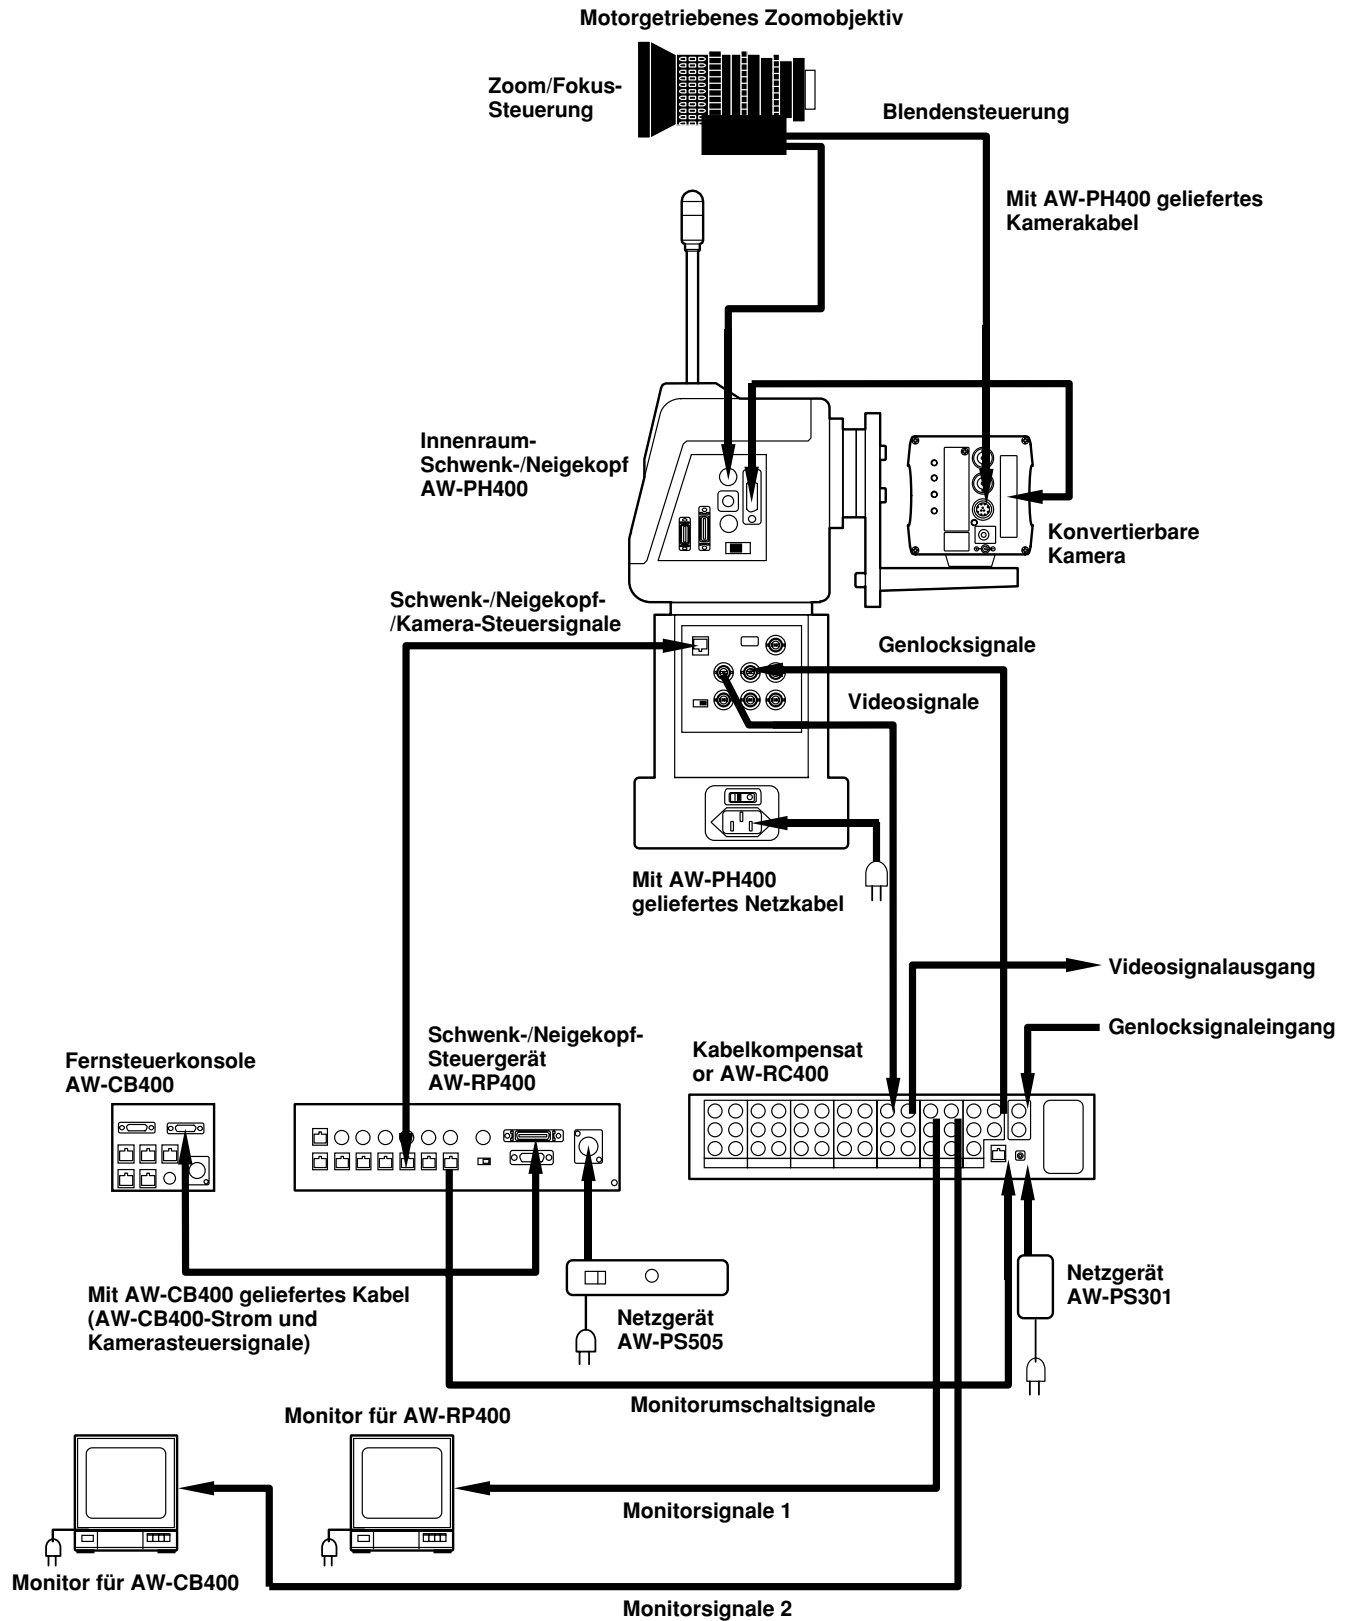 Motorgetriebenes Zoomobjektiv
Zoom/Fokus-
Steuerung
Blendensteuerung
Mit AW-PH400 geliefertes
Kamerakabel
Innenraum-
Schwenk-/Neigekopf
AW-PH400
Konvertierbare
Kamera
Schwenk-/Neigekopf-
/Kamera-Steuersignale
Genlocksignale
Videosignale
Mit AW-PH400
geliefertes Netzkabel
Videosignalausgang
Genlocksignaleingang
Fernsteuerkonsole
AW-CB400
Schwenk-/Neigekopf-
Steuergerät
AW-RP400
Kabelkompensat
or AW-RC400
Mit AW-CB400 geliefertes Kabel
(AW-CB400-Strom und
Kamerasteuersignale)
Netzgerät
AW-PS505
Netzgerät
AW-PS301
Monitorumschaltsignale
Monitor für AW-RP400
Monitorsignale 1
Monitor für AW-CB400
Monitorsignale 2